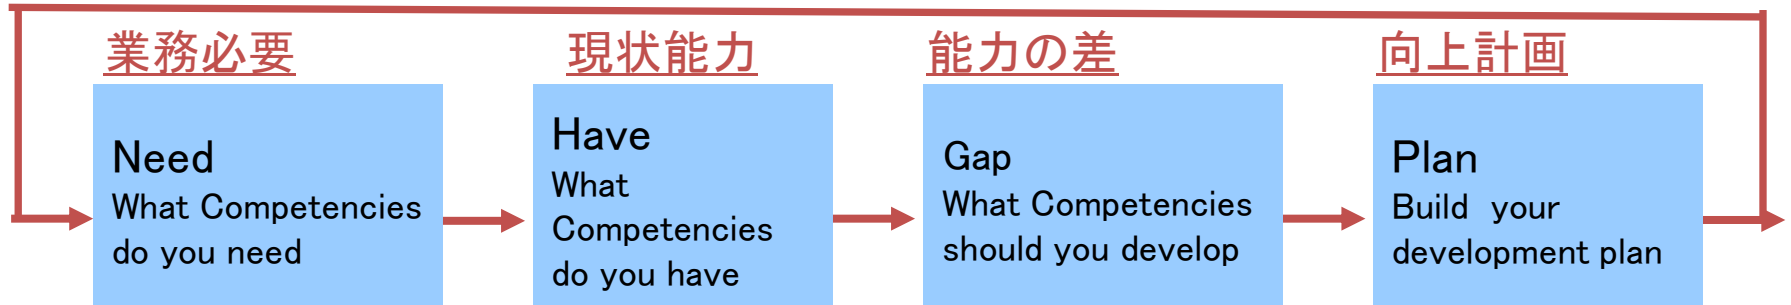 業務必要
現状能力
能力の差
向上計画
Need
What Competencies
do you need
Have
What
Competencies
do you have
Gap
What Competencies
should you develop
Plan
Build your
development plan